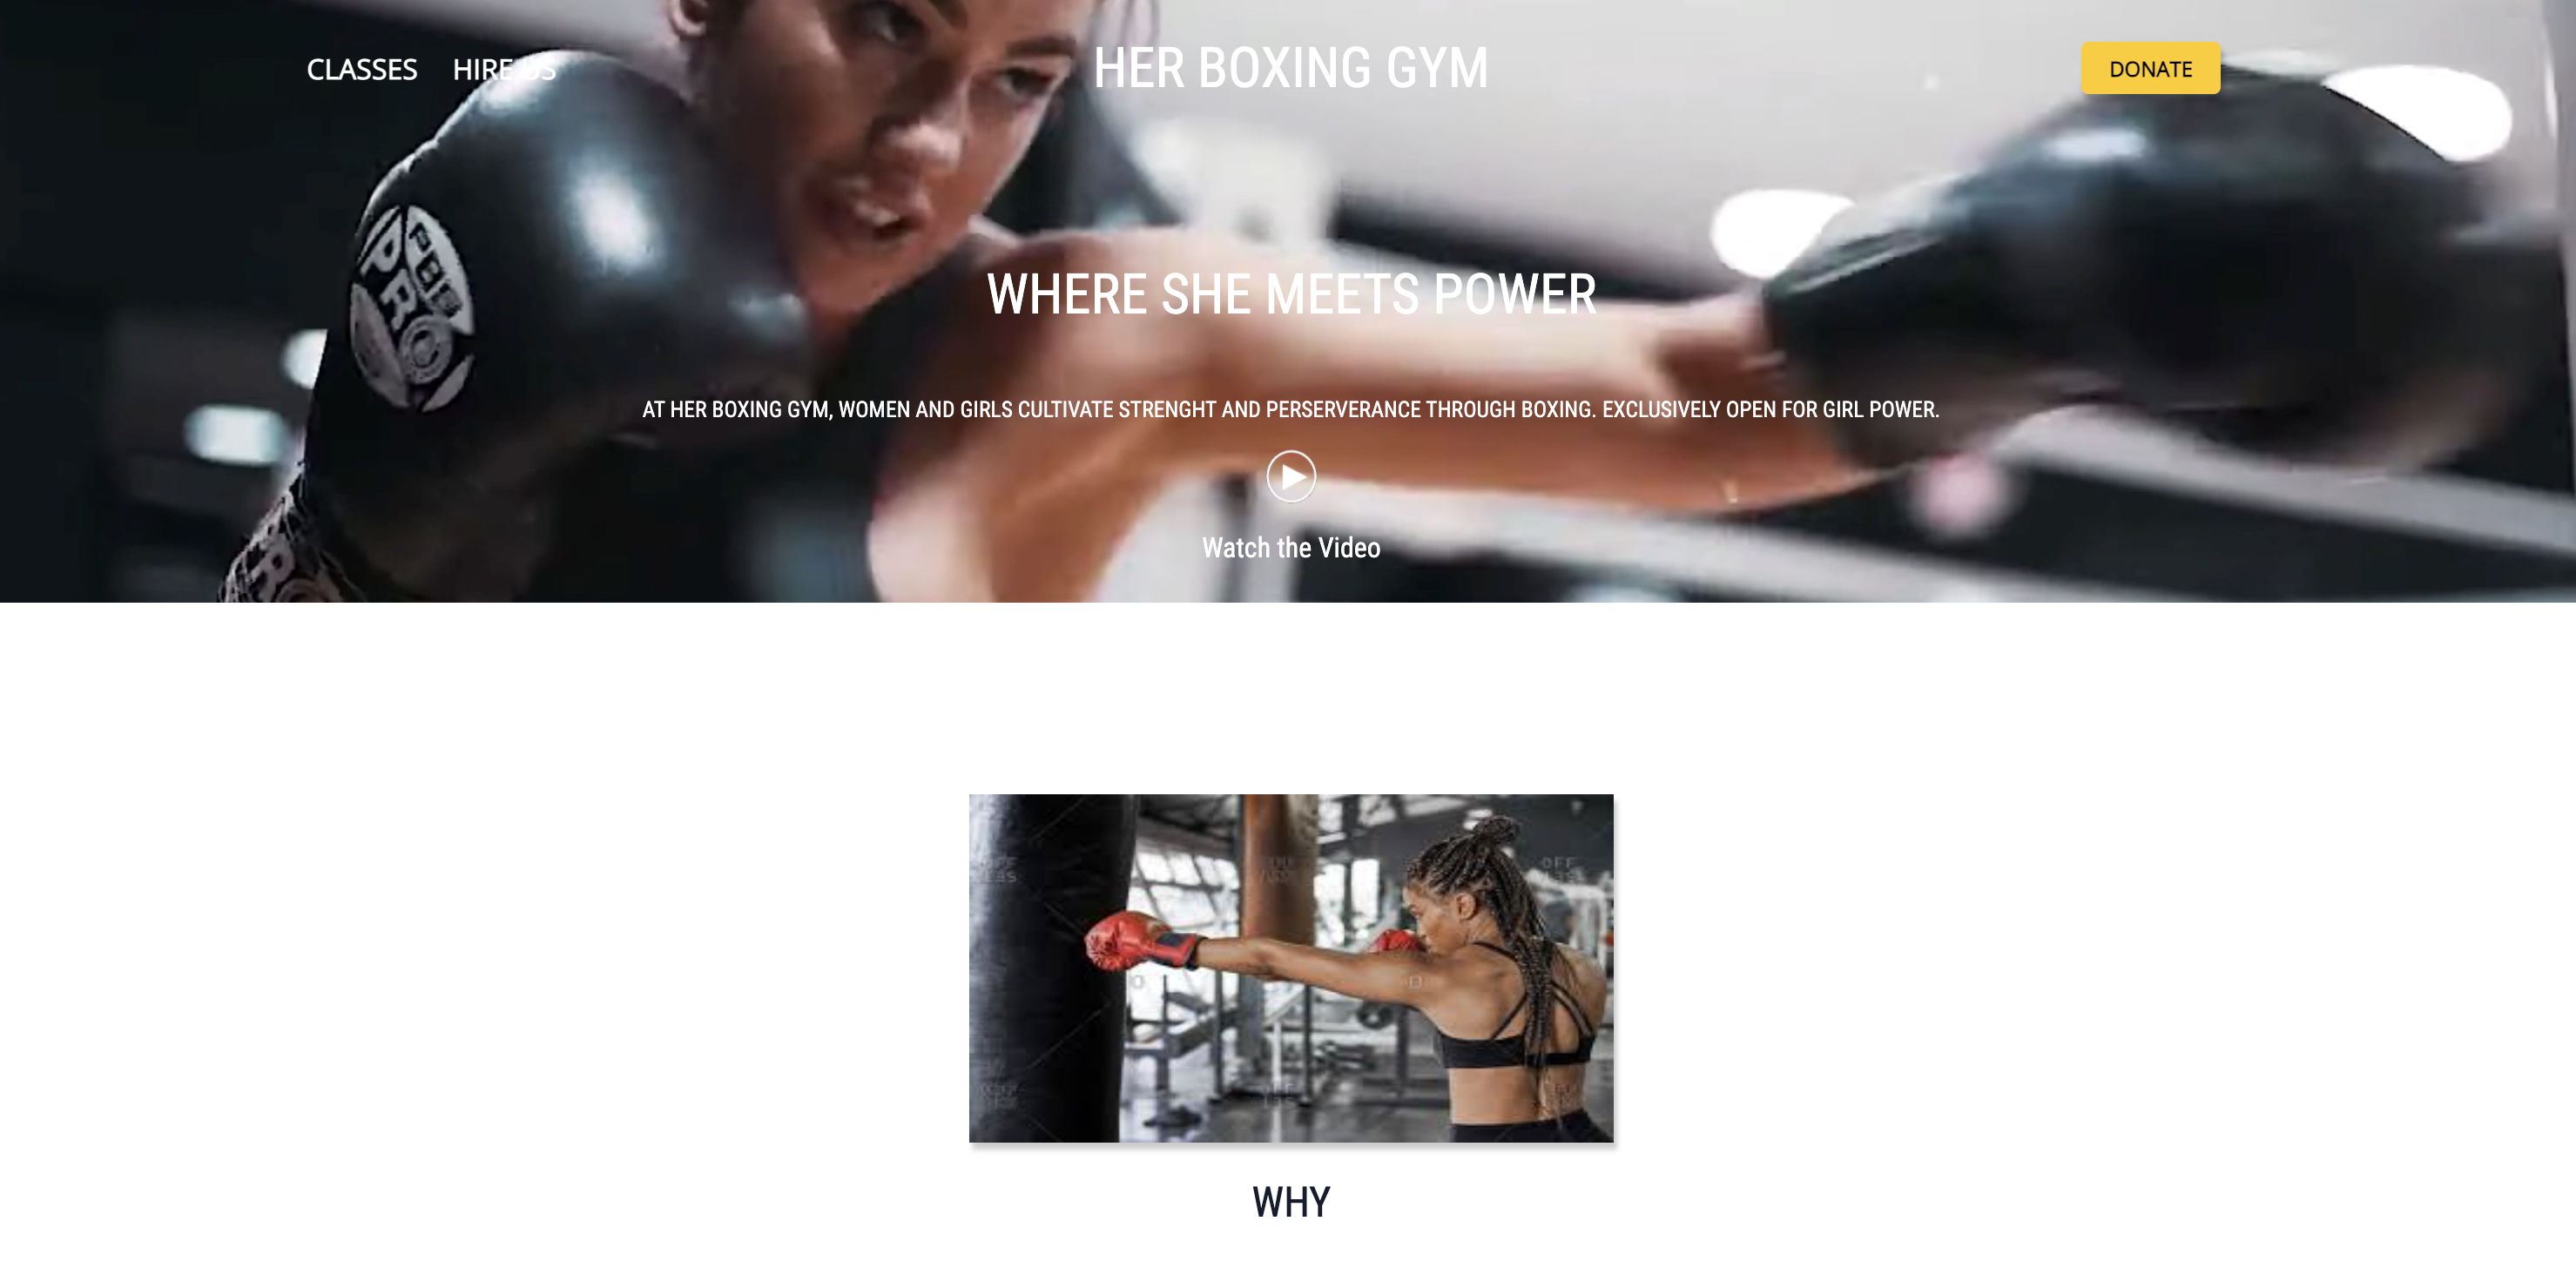 CLASSES HIRE US HER BOXING GYM DONATE
PRO
WHERE SHE MEETS POWER
AT HER BOXING GYM, WOMEN AND GIRLS CULTIVATE STRENGHT AND PERSERVERANCE THROUGH BOXING. EXCLUSIVELY OPEN FOR GIRL POWER.
Watch the Video
WHY